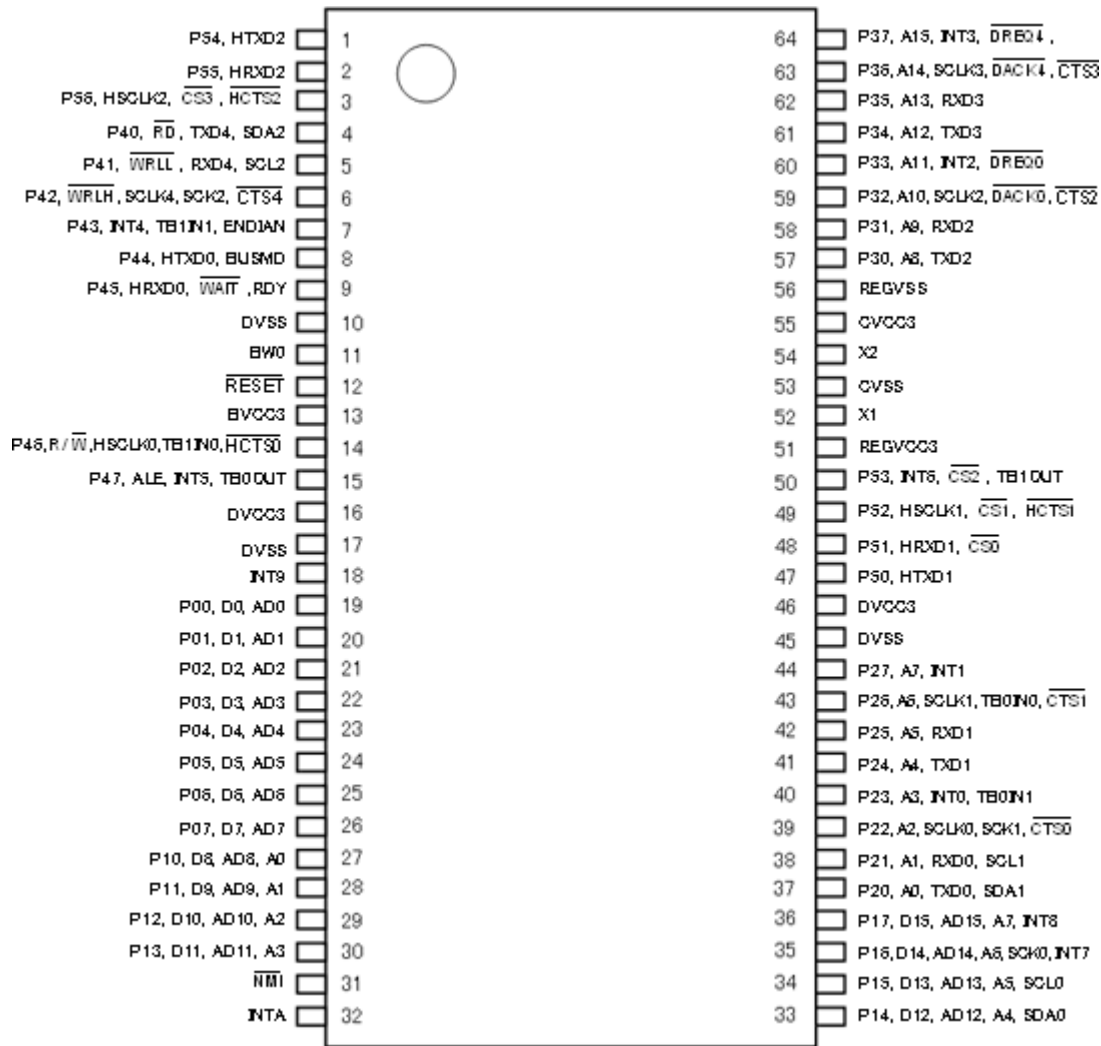 P54, HTXD2 1
P55, HRXD2 2
P56, HSCLK2, CS3, HCTS2 3
P40, RD, TXD4, SDA2 4
P41, WRLL, RXD4, SCL2 5
P42, WRLH, SCLK4, SCK2, CTS4 6
P43, INT4, TB1IN1, ENDIAN 7
P44, HTXD0, BUSMD 8
P45, HRXD0, WAIT ,RDY 9
DVSS 10
BW0 11
RESET 12
BVCC3 13
P46,R/W,HSCLK0,TB1IN0,HCTS0 14
P47, ALE, INT5, TB0OUT 15
DVCC3 16
DVSS 17
INT9 18
P00, D0, AD0 19
P01, D1, AD1 20
P02, D2, AD2 21
P03, D3, AD3 22
P04, D4, AD4 23
P05, D5, AD5 24
P06, D6, AD6 25
P07, D7, AD7 26
P10, D8, AD8, A0 27
P11, D9, AD9, A1 28
P12, D10, AD10, A2 29
P13, D11, AD11, A3 30
NMI 31
INTA 32
64 P37, A15, INT3, DREQ4,
63 P36, A14, SCLK3, DACK4, CTS3
62 P35, A13, RXD3
61 P34, A12, TXD3
60 P33, A11, INT2, DREQ0
59 P32, A10, SCLK2, DACK0, CTS2
58 P31, A9, RXD2
57 P30, A8, TXD2
56 REGVSS
55 CVCC3
54 X2
53 CVSS
52 X1
51 REGVCC3
50 P53, INT6, CS2 , TB1OUT
49 P52, HSCLK1, CS1, HCTS1
48 P51, HRXD1, CS0
47 P50, HTXD1
46 DVCC3
45 DVSS
44 P27, A7, INT1
43 P26, A6, SCLK1, TB0IN0, CTS1
42 P25, A5, RXD1
41 P24, A4, TXD1
40 P23, A3, INT0, TB0IN1
39 P22, A2, SCLK0, SCK1, CTS0
38 P21, A1, RXD0, SCL1
37 P20, A0, TXD0, SDA1
36 P17, D15, AD15, A7, INT8
35 P16, D14, AD14, A6, SCK0, INT7
34 P15, D13, AD13, A5, SCL0
33 P14, D12, AD12, A4, SDA0